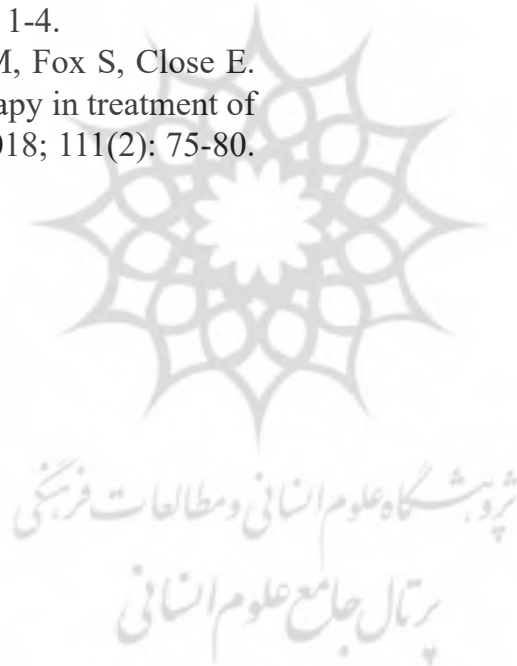 1-4.
M, Fox S, Close E.
apy in treatment of
018; 111(2): 75-80.
پژوهشگاه علوم انسانی و مطالعات فرهنگی
پرتال جامع علوم انسانی